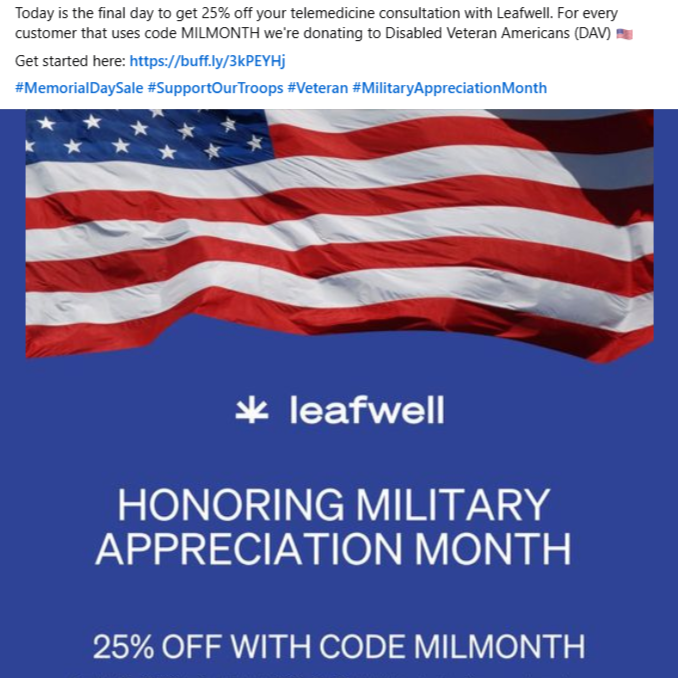 Today is the final day to get 25% off your telemedicine consultation with Leafwell. For every
customer that uses code MILMONTH we're donating to Disabled Veteran Americans (DAV) 🇺🇸
Get started here: https://buff.ly/3kPEYHj
#MemorialDaySale #SupportOurTroops #Veteran #MilitaryAppreciationMonth
leafwell
HONORING MILITARY
APPRECIATION MONTH
25% OFF WITH CODE MILMONTH